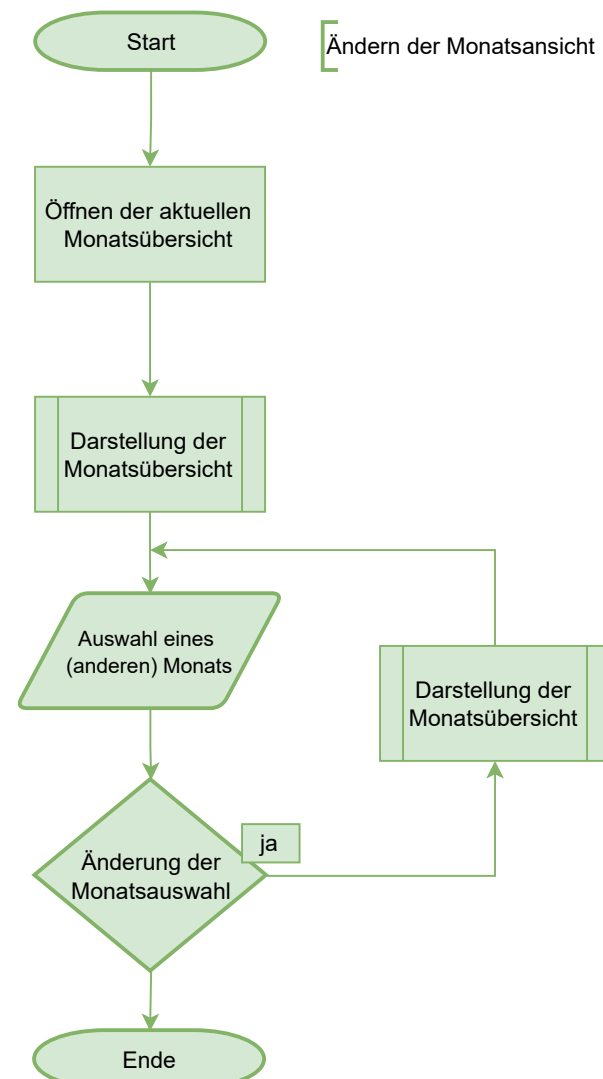 Start
Ändern der Monatsansicht
Öffnen der aktuellen
Monatsübersicht
Darstellung der
Monatsübersicht
Auswahl eines
(anderen) Monats
Darstellung der
Monatsübersicht
ja
Änderung der
Monatsauswahl
Ende